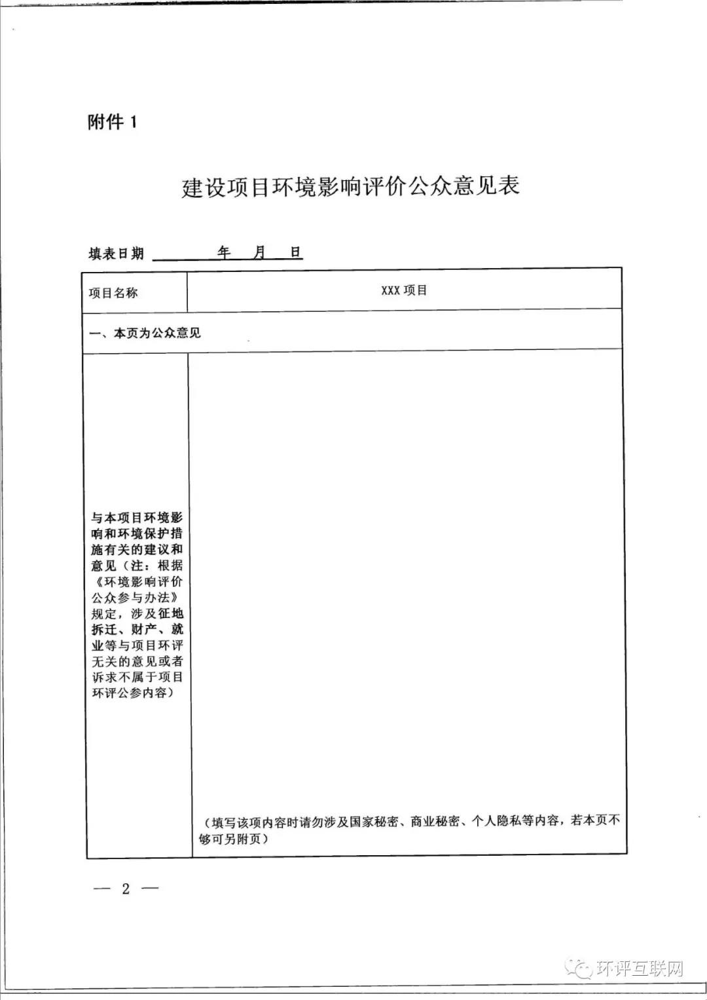 附件 1
建设项目环境影响评价公众意见表
填表日期 年 月 日
项目名称
XXX 项目
一、本页为公众意见
与本项目环境影
响和环境保护措
施有关的建议和
意见（注：根据
《环境影响评价
公众参与办法》
规定，涉及征地
拆迁、财产、就
业等与项目环评
无关的意见或者
诉求不属于项目
环评公参内容）
（填写该项内容时请勿涉及国家秘密、商业秘密、个人隐私等内容，若本页不
够可另附页）
— 2 —
环评互联网